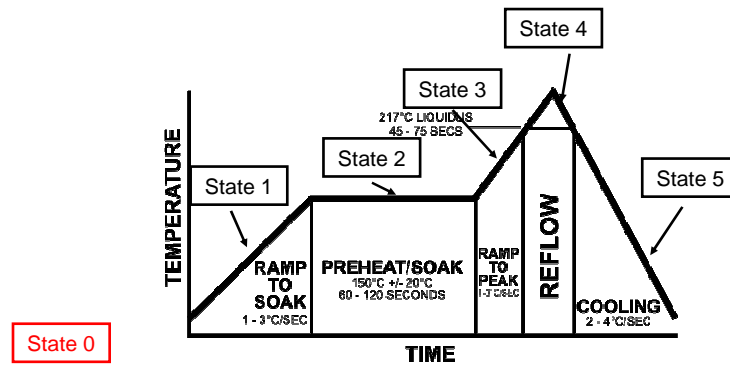 State 4
State 3
217°C LIQUIDUS
45 - 75 SECS
State 2
State 1
State 5
TEMPERATURE
RAMP
TO
SOAK
1 - 3°C/SEC
PREHEAT/SOAK
150°C +/- 20°C
60 - 120 SECONDS
RAMP
TO
PEAK
REFLOW
COOLING
2 - 4°C/SEC
State 0
TIME